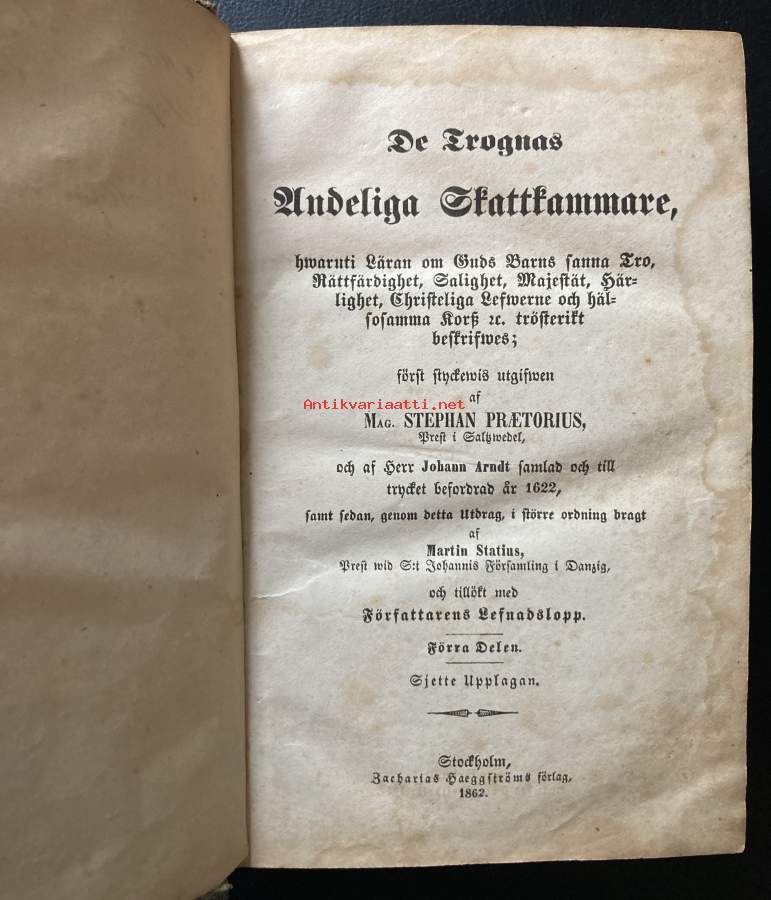 De Trognas
Andeliga Skattkammare,
hwaruti Läran om Guds Barns sanna Tro,
Rättfärdighet, Salighet, Majestät, Här-
lighet, Christeliga Lefwerne och häl-
sosamma Korß ꝛc. trösterikt
beskrifwes;
först styckewis utgifwen
af
Antikvariaatti.net
MAG. STEPHAN PRÆTORIUS,
Prest i Saltzwedel,
och af Herr Johann Arndt samlad och till
trycket befordrad år 1622,
samt sedan, genom detta Utdrag, i större ordning bragt
af
Martin Statius,
Prest wid S:t Johannis Församling i Danzig,
och tillökt med
Författarens Lefnadslopp.
Förra Delen.
Sjette Upplagan.
Stockholm,
Zacharias Haeggströms förlag,
1862.